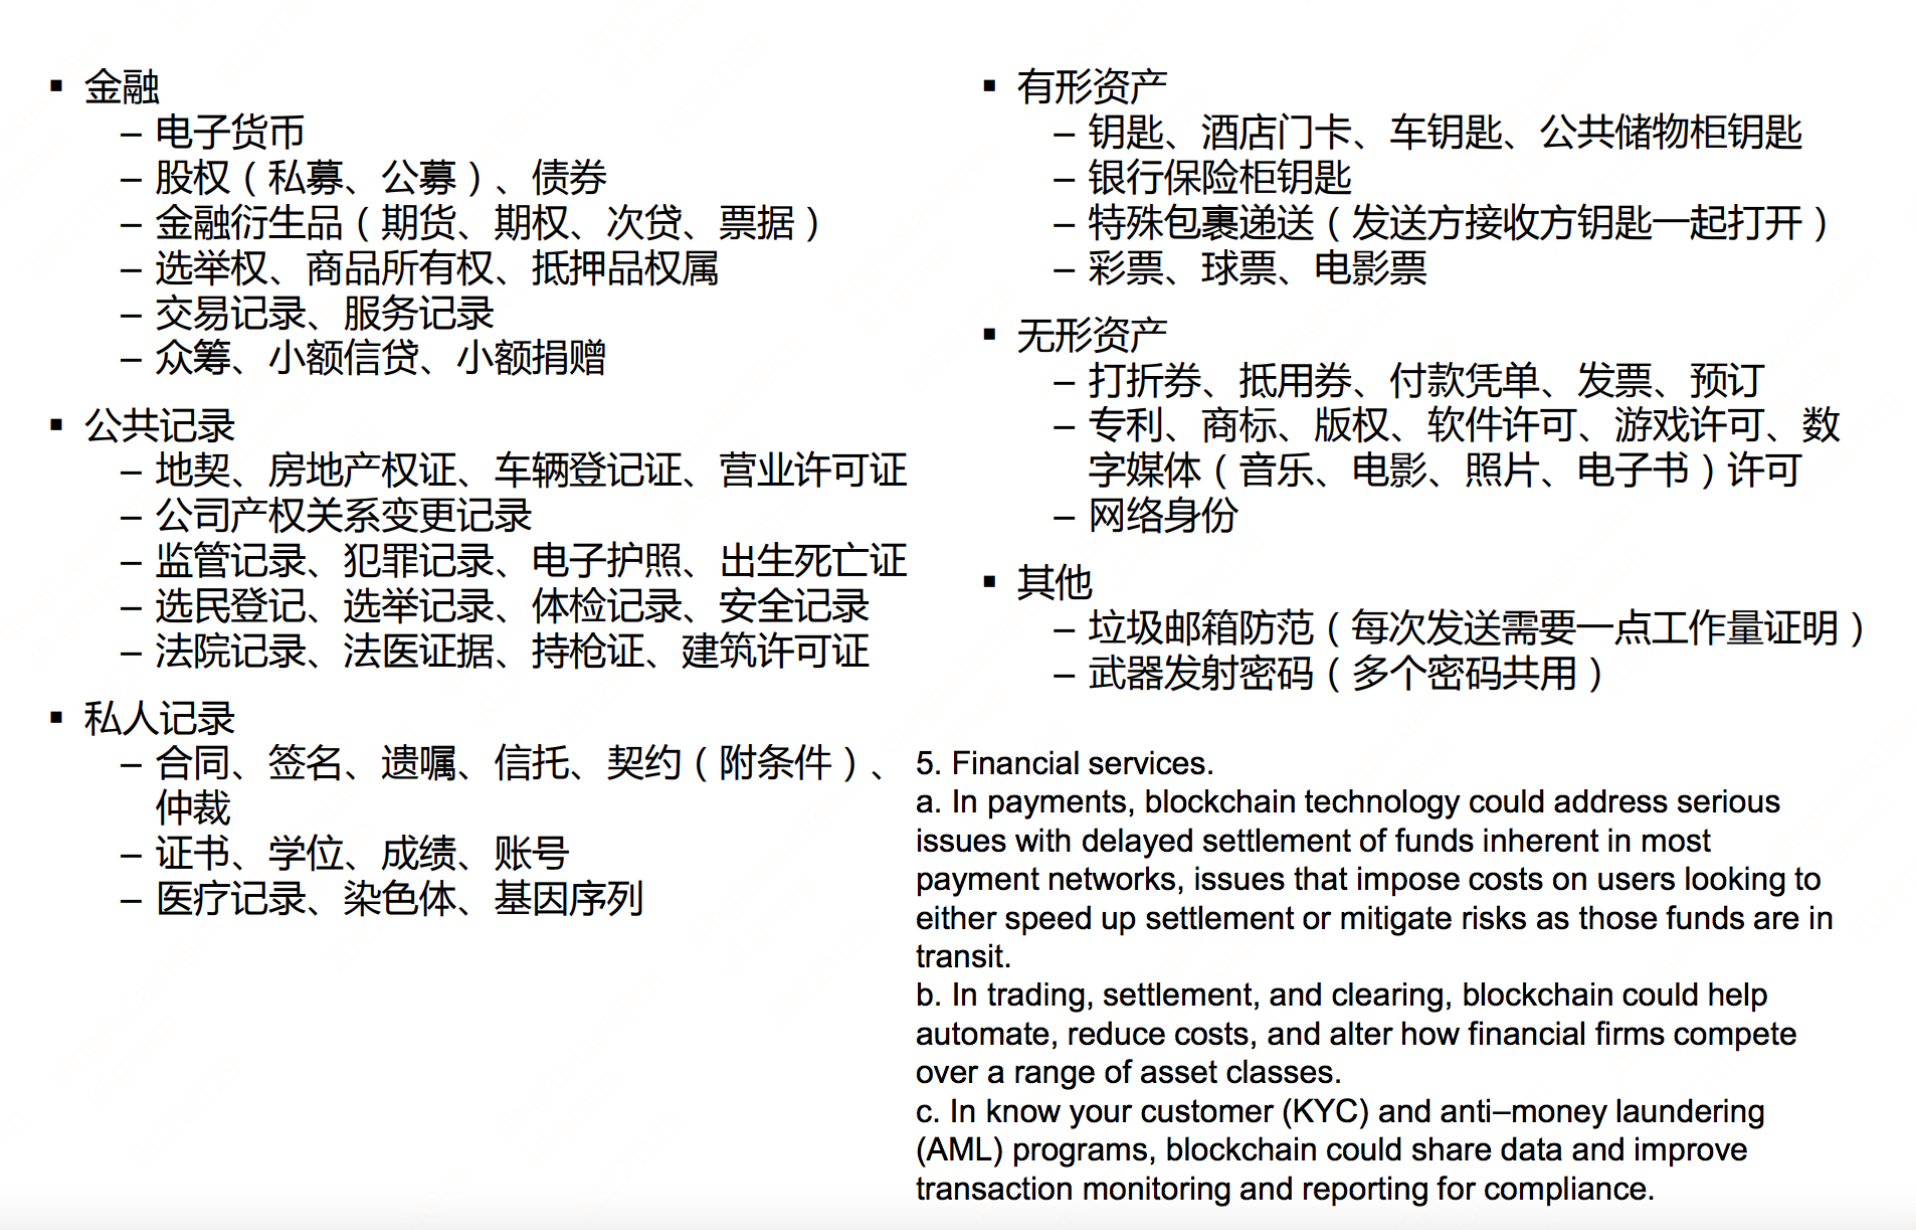 ▪ 金融
– 电子货币
– 股权（私募、公募）、债券
– 金融衍生品（期货、期权、次贷、票据）
– 选举权、商品所有权、抵押品权属
– 交易记录、服务记录
– 众筹、小额信贷、小额捐赠
▪ 公共记录
– 地契、房地产权证、车辆登记证、营业许可证
– 公司产权关系变更记录
– 监管记录、犯罪记录、电子护照、出生死亡证
– 选民登记、选举记录、体检记录、安全记录
– 法院记录、法医证据、持枪证、建筑许可证
▪ 私人记录
– 合同、签名、遗嘱、信托、契约（附条件）、
仲裁
– 证书、学位、成绩、账号
– 医疗记录、染色体、基因序列
▪ 有形资产
– 钥匙、酒店门卡、车钥匙、公共储物柜钥匙
– 银行保险柜钥匙
– 特殊包裹递送（发送方接收方钥匙一起打开）
– 彩票、球票、电影票
▪ 无形资产
– 打折券、抵用券、付款凭单、发票、预订
– 专利、商标、版权、软件许可、游戏许可、数
字媒体（音乐、电影、照片、电子书）许可
– 网络身份
▪ 其他
– 垃圾邮箱防范（每次发送需要一点工作量证明）
– 武器发射密码（多个密码共用）
5. Financial services.
a. In payments, blockchain technology could address serious
issues with delayed settlement of funds inherent in most
payment networks, issues that impose costs on users looking to
either speed up settlement or mitigate risks as those funds are in
transit.
b. In trading, settlement, and clearing, blockchain could help
automate, reduce costs, and alter how financial firms compete
over a range of asset classes.
c. In know your customer (KYC) and anti–money laundering
(AML) programs, blockchain could share data and improve
transaction monitoring and reporting for compliance.